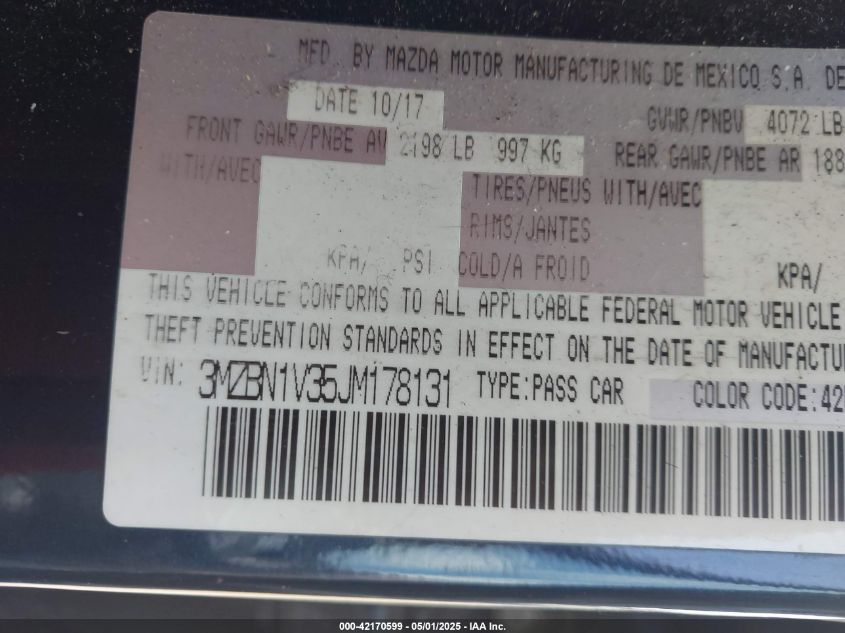 MFD. BY MAZDA MOTOR MANUFACTURING DE MEXICO S.A. DE
DATE 10/17 GVWR/PNBV 4072 LB
FRONT GAWR/PNBE AV 2198 LB 997 KG REAR GAWR/PNBE AR 188
WITH/AVEC TIRES/PNEUS WITH/AVEC
RIMS/JANTES
KPA/ PSI COLD/A FROID KPA/
THIS VEHICLE CONFORMS TO ALL APPLICABLE FEDERAL MOTOR VEHICLE
THEFT PREVENTION STANDARDS IN EFFECT ON THE DATE OF MANUFACTU
VIN: 3MZBN1V35JM178131 TYPE:PASS CAR COLOR CODE:42
000-42170599 - 05/01/2025 - IAA Inc.